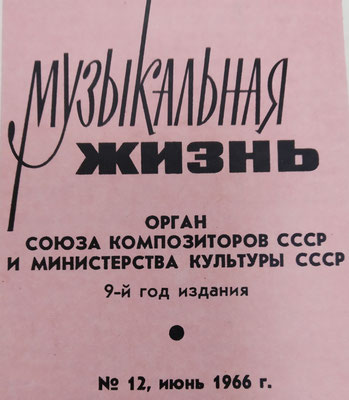 МУЗЫКАЛЬНАЯ
ЖИЗНЬ
ОРГАН
СОЮЗА КОМПОЗИТОРОВ СССР
И МИНИСТЕРСТВА КУЛЬТУРЫ СССР
9-й год издания
●
№ 12, июнь 1966 г.